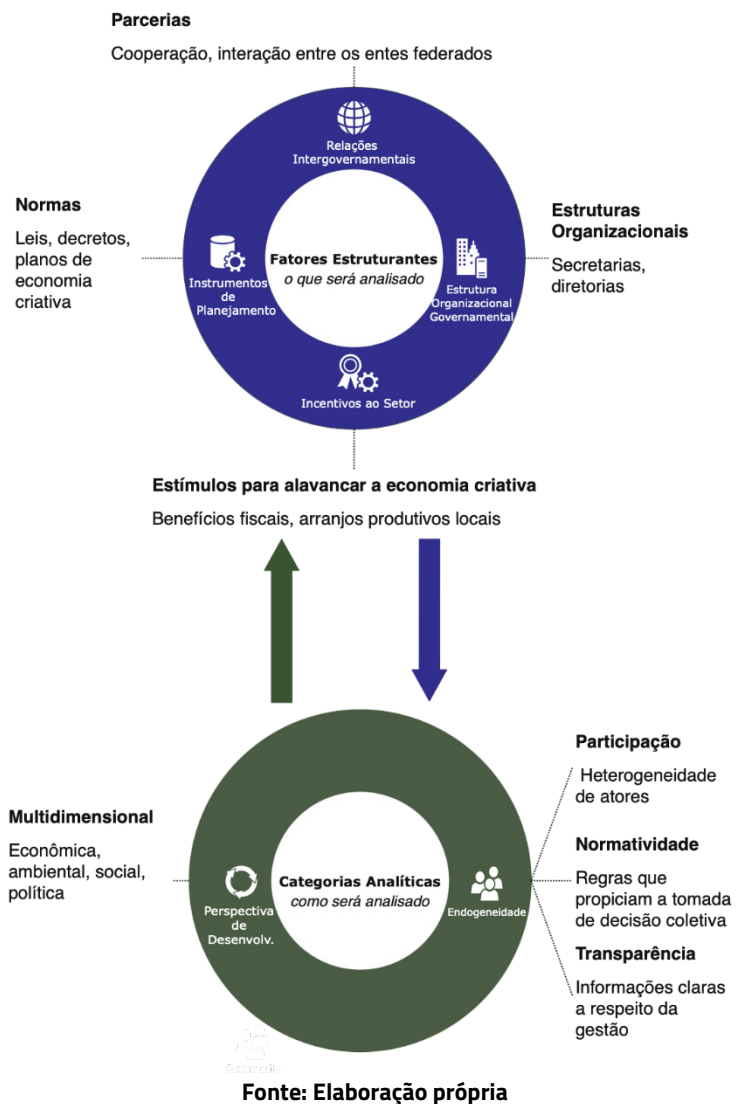 Parcerias
Cooperação, interação entre os entes federados
Relações
Intergovernamentais
Normas
Leis, decretos,
planos de
economia
criativa
Instrumentos
de
Planejamento
Fatores Estruturantes
o que será analisado
Estrutura
Organizacional
Governamental
Estruturas
Organizacionais
Secretarias,
diretorias
Incentivos ao Setor
Estímulos para alavancar a economia criativa
Benefícios fiscais, arranjos produtivos locais
Multidimensional
Econômica,
ambiental, social,
política
Perspectiva
de
Desenvolv.
Categorias Analíticas
como será analisado
Endogeneidade
Participação
Heterogeneidade
de atores
Normatividade
Regras que
propiciam a tomada
de decisão coletiva
Transparência
Informações claras
a respeito da
gestão
Fonte: Elaboração própria